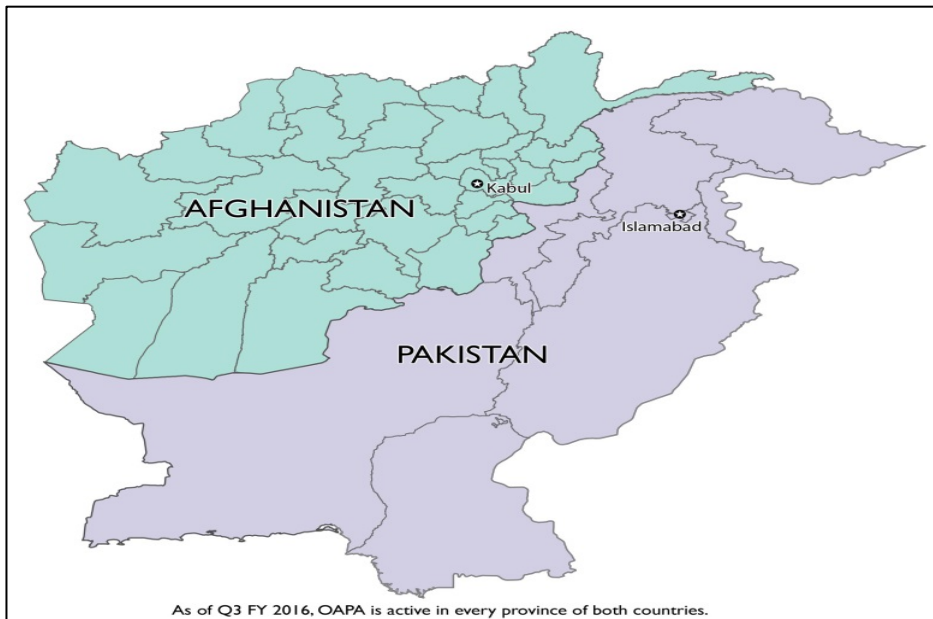 Kabul
AFGHANISTAN
Islamabad
PAKISTAN
As of Q3 FY 2016, OAPA is active in every province of both countries.